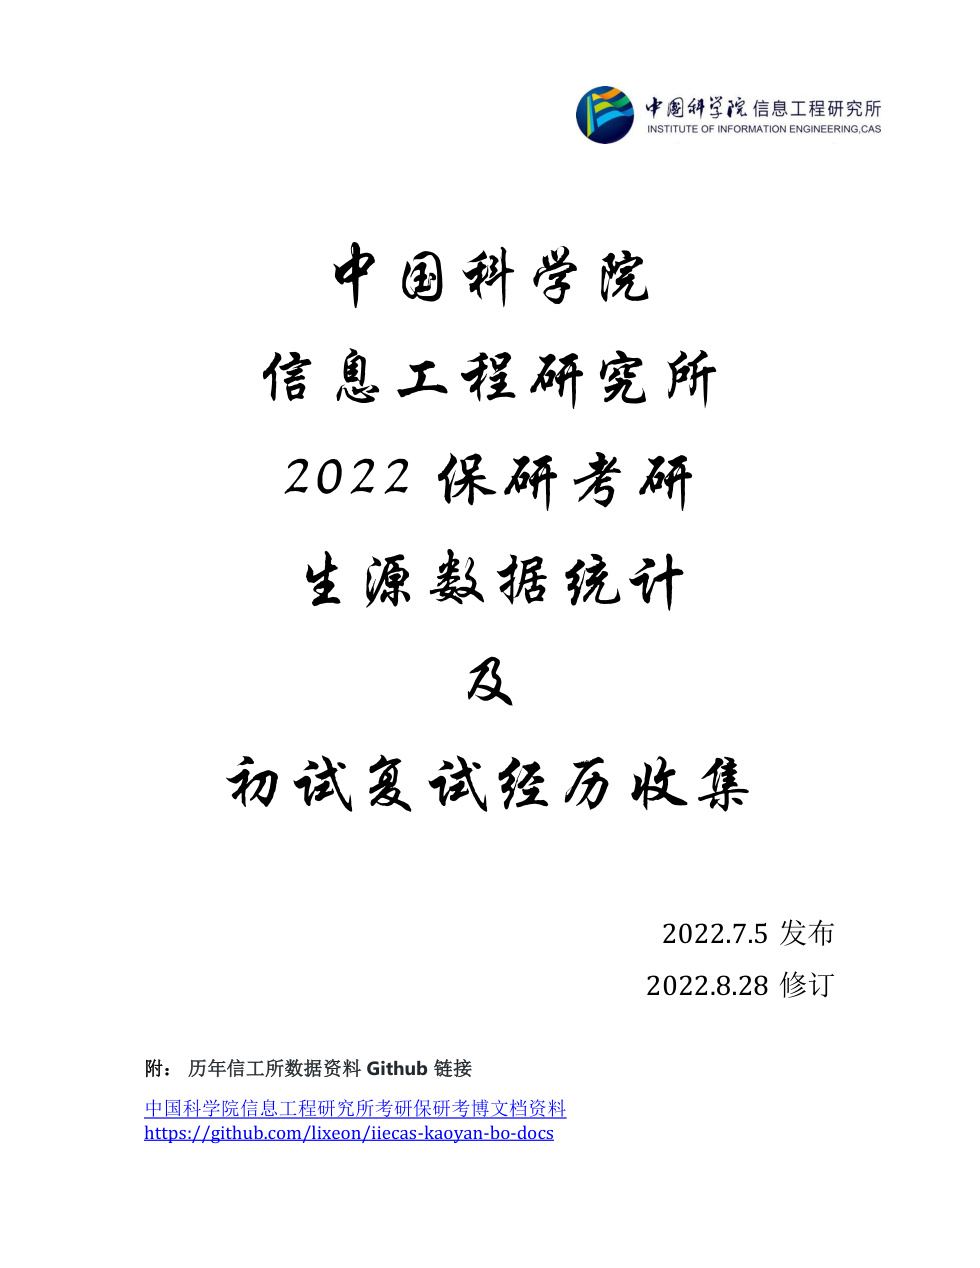 中国科学院信息工程研究所
INSTITUTE OF INFORMATION ENGINEERING,CAS
中国科学院
信息工程研究所
2022 保研考研
生源数据统计
及
初试复试经历收集
2022.7.5 发布
2022.8.28 修订
附： 历年信工所数据资料 Github 链接
中国科学院信息工程研究所考研保研考博文档资料
https://github.com/lixeon/iiecas-kaoyan-bo-docs